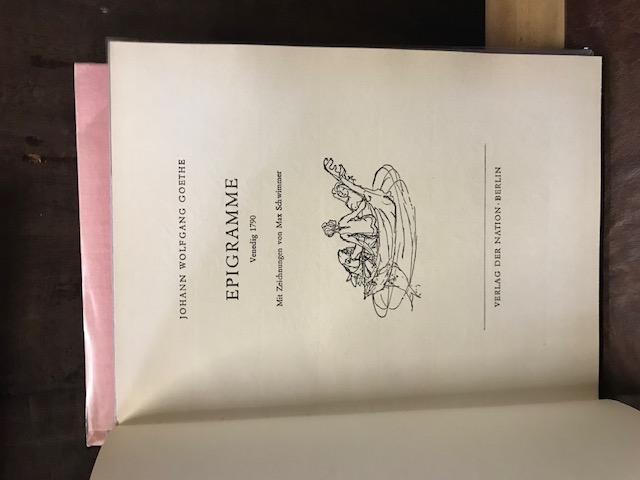 JOHANN WOLFGANG GOETHE
EPIGRAMME
Venedig 1790
Mit Zeichnungen von Max Schwimmer
VERLAG DER NATION · BERLIN